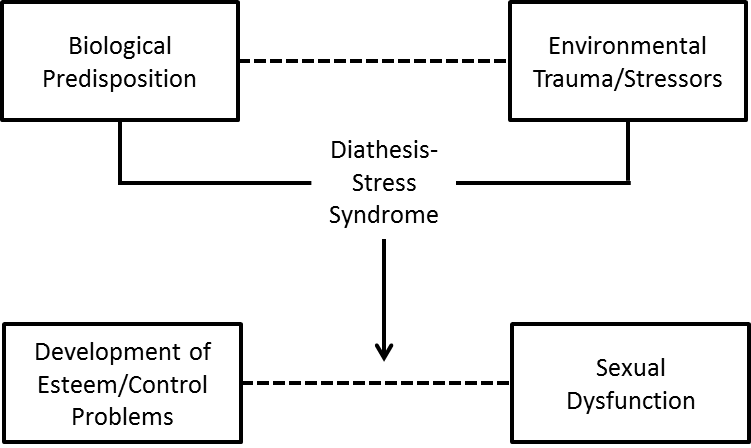 Biological
Predisposition
Environmental
Trauma/Stressors
Diathesis-
Stress
Syndrome
Development of
Esteem/Control
Problems
Sexual
Dysfunction